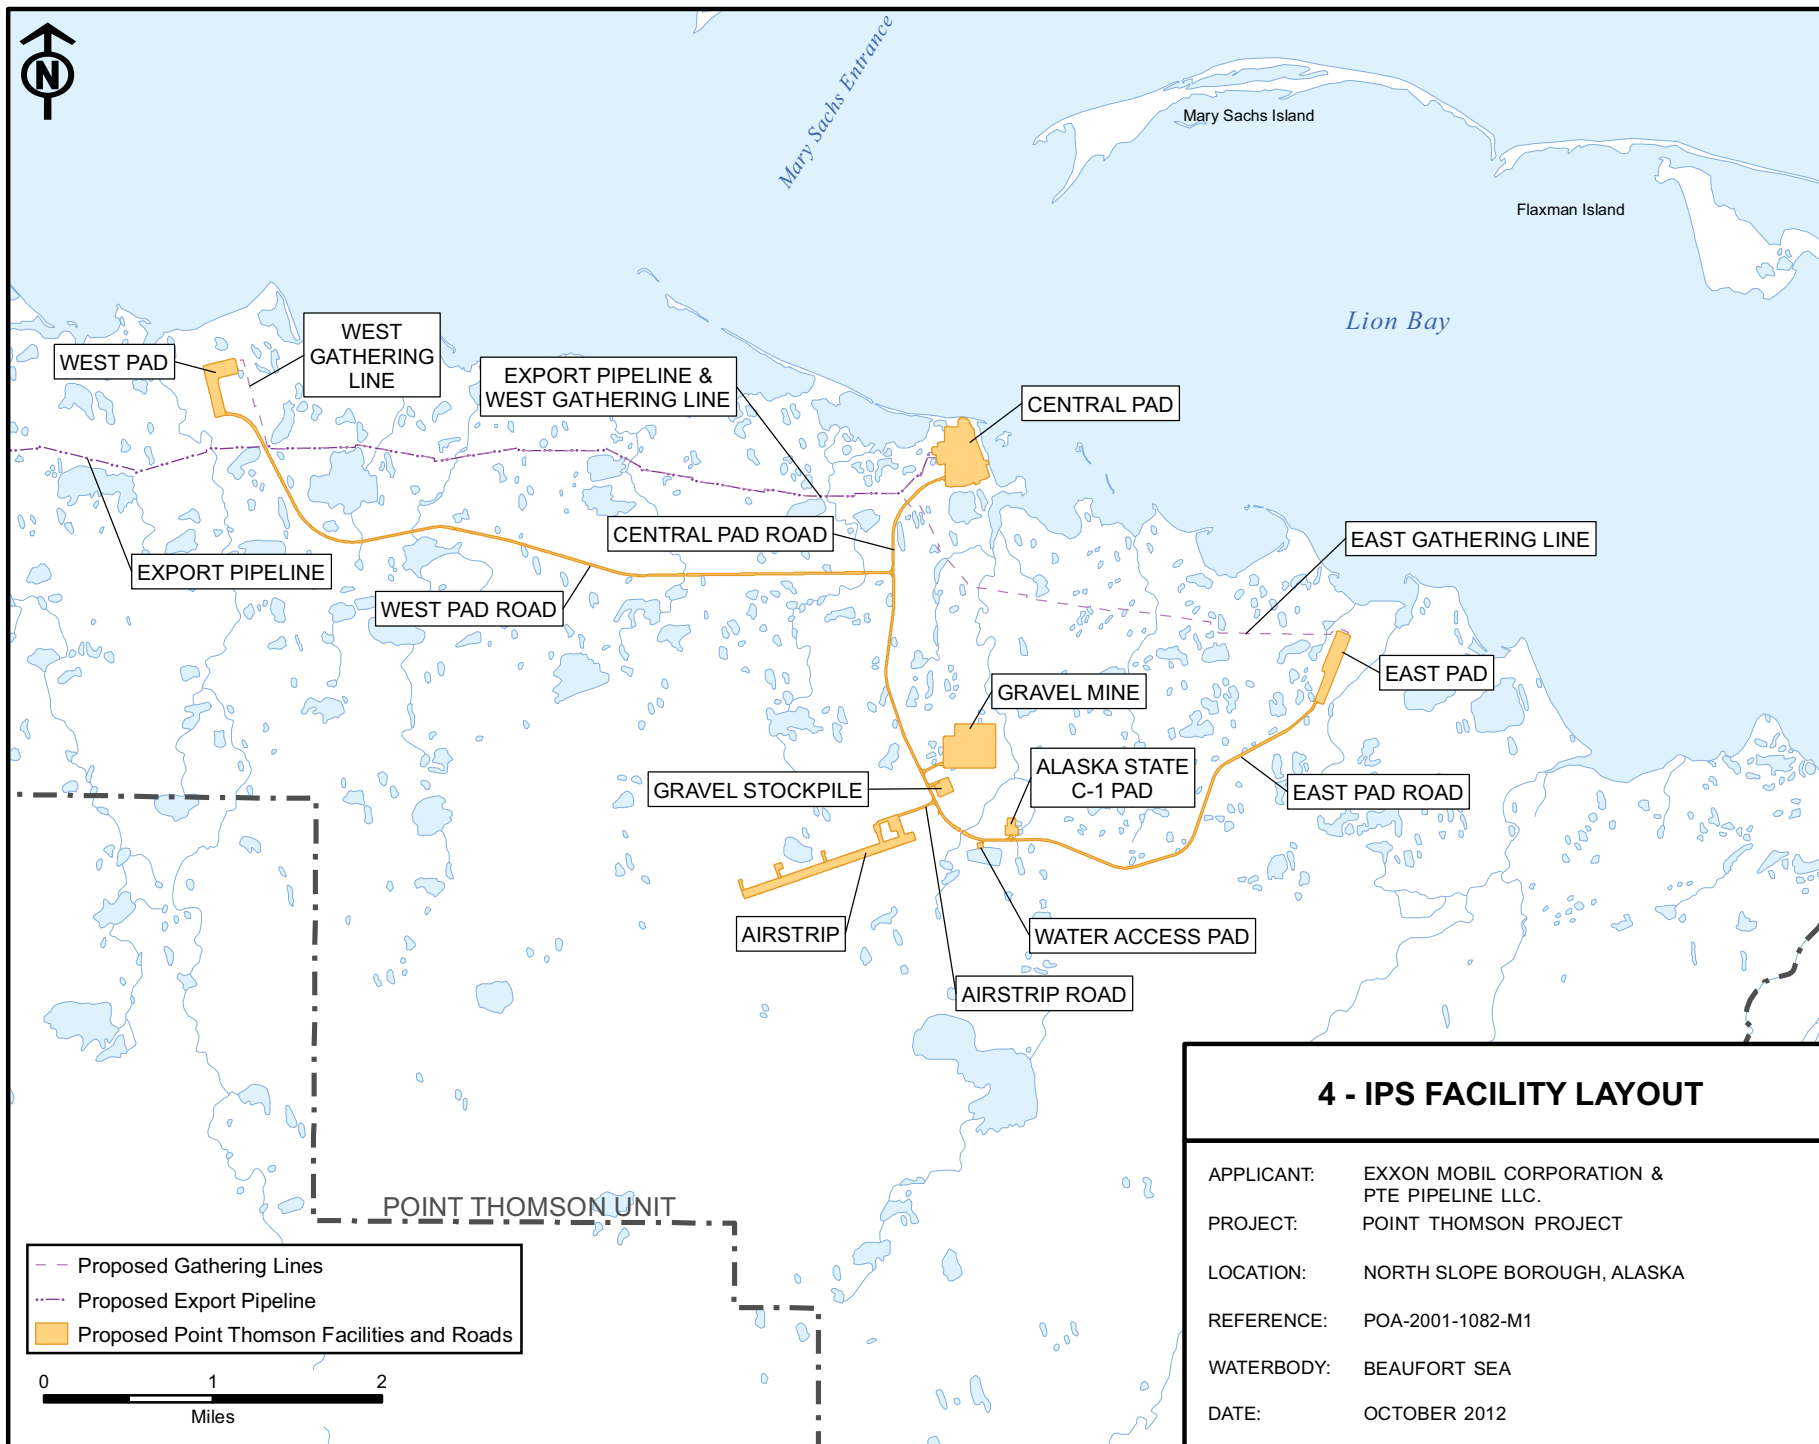 N
Mary Sachs Entrance
Mary Sachs Island
Flaxman Island
Lion Bay
WEST PAD
WEST
GATHERING
LINE
EXPORT PIPELINE &
WEST GATHERING LINE
CENTRAL PAD
CENTRAL PAD ROAD
EAST GATHERING LINE
EXPORT PIPELINE
WEST PAD ROAD
EAST PAD
GRAVEL MINE
ALASKA STATE
C-1 PAD
GRAVEL STOCKPILE
EAST PAD ROAD
AIRSTRIP
WATER ACCESS PAD
AIRSTRIP ROAD
POINT THOMSON UNIT
Proposed Gathering Lines
Proposed Export Pipeline
Proposed Point Thomson Facilities and Roads
0 1 2
Miles
4 - IPS FACILITY LAYOUT
APPLICANT: EXXON MOBIL CORPORATION &
PTE PIPELINE LLC.
PROJECT: POINT THOMSON PROJECT
LOCATION: NORTH SLOPE BOROUGH, ALASKA
REFERENCE: POA-2001-1082-M1
WATERBODY: BEAUFORT SEA
DATE: OCTOBER 2012